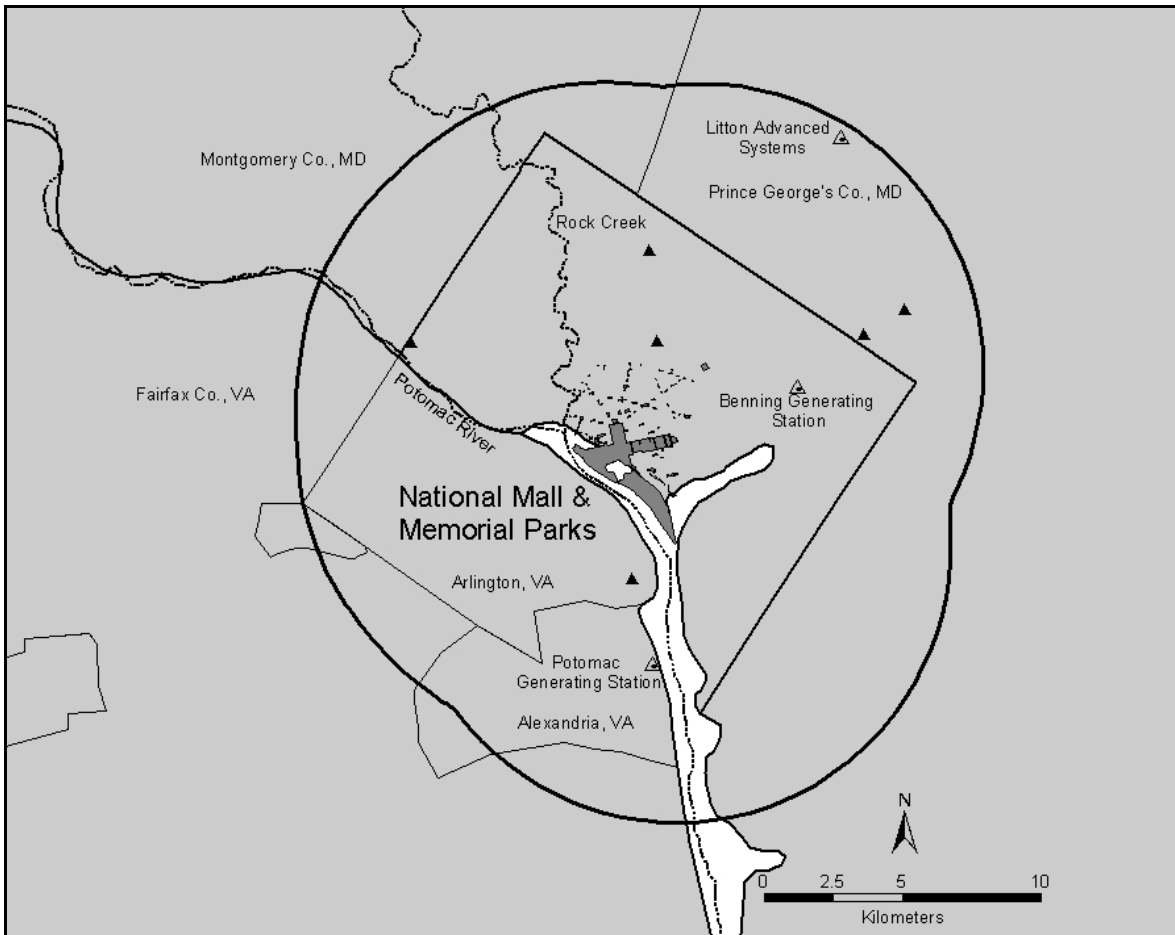 Litton Advanced
Systems
Montgomery Co., MD
Prince George's Co., MD
Rock Creek
Fairfax Co., VA
Potomac River
Benning Generating
Station
National Mall &
Memorial Parks
Arlington, VA
Potomac
Generating Station
Alexandria, VA
N
0 2.5 5 10
Kilometers